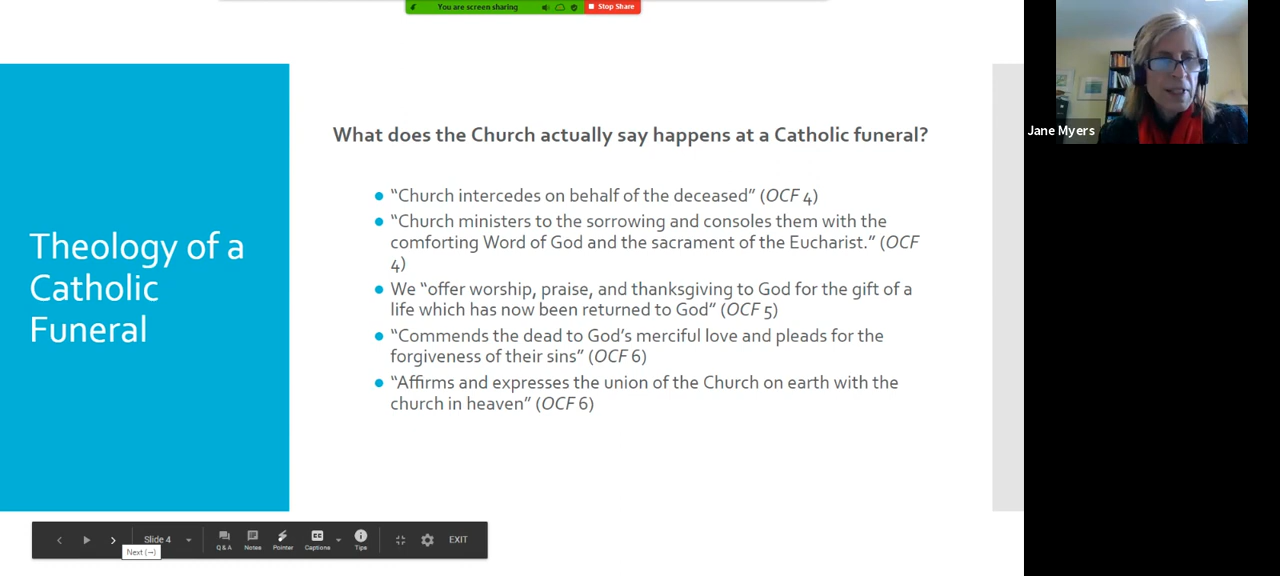 You are screen sharing
Stop Share
Jane Myers
Theology of a
Catholic
Funeral
What does the Church actually say happens at a Catholic funeral?
“Church intercedes on behalf of the deceased” (OCF 4)
“Church ministers to the sorrowing and consoles them with the
comforting Word of God and the sacrament of the Eucharist.” (OCF
4)
We “offer worship, praise, and thanksgiving to God for the gift of a
life which has now been returned to God” (OCF 5)
“Commends the dead to God’s merciful love and pleads for the
forgiveness of their sins” (OCF 6)
“Affirms and expresses the union of the Church on earth with the
church in heaven” (OCF 6)
Slide 4
Q & A
Notes
Pointer
CC
Captions
Tips
EXIT
Next (→)